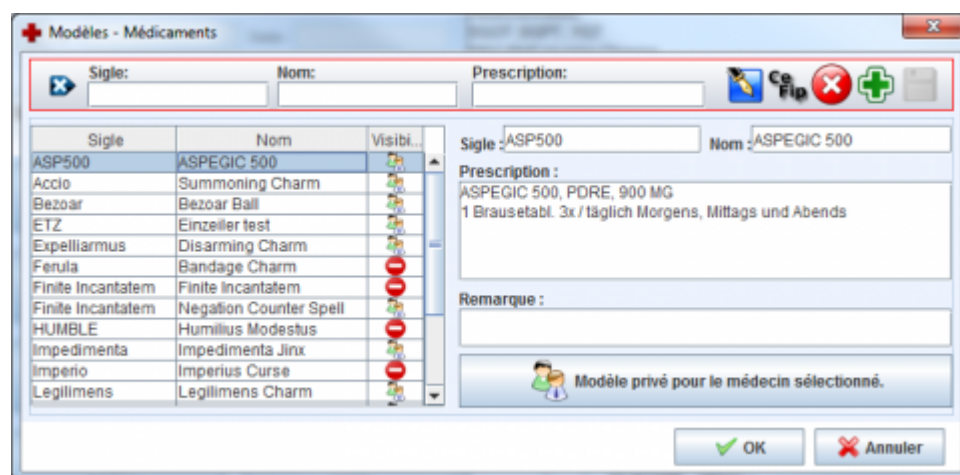 Modèles - Médicaments
Sigle: Nom: Prescription:
Ce Fip
Sigle Nom Visibi...
ASP500 ASPEGIC 500
Accio Summoning Charm
Bezoar Bezoar Ball
ETZ Einzeiler test
Expelliarmus Disarming Charm
Ferula Bandage Charm
Finite Incantatem Finite Incantatem
Finite Incantatem Negation Counter Spell
HUMBLE Humilius Modestus
Impedimenta Impedimenta Jinx
Imperio Imperius Curse
Legilimens Legilimens Charm
Sigle : ASP500 Nom : ASPEGIC 500
Prescription :
ASPEGIC 500, PDRE, 900 MG
1 Brausetabl. 3x / täglich Morgens, Mittags und Abends
Remarque :
Modèle privé pour le médecin sélectionné.
OK Annuler